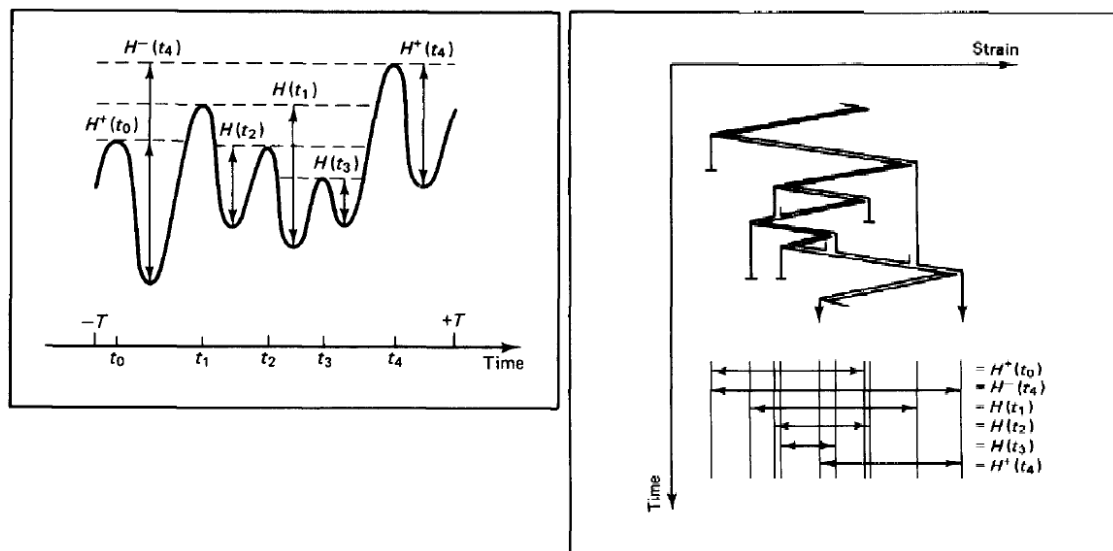 H⁻(t₄)
H⁺(t₄)
H(t₁)
H⁺(t₀)
H(t₂)
H(t₃)
−T
+T
t₀ t₁ t₂ t₃ t₄ Time
Strain
= H⁺(t₀)
= H⁻(t₄)
= H(t₁)
= H(t₂)
= H(t₃)
= H⁺(t₄)
Time